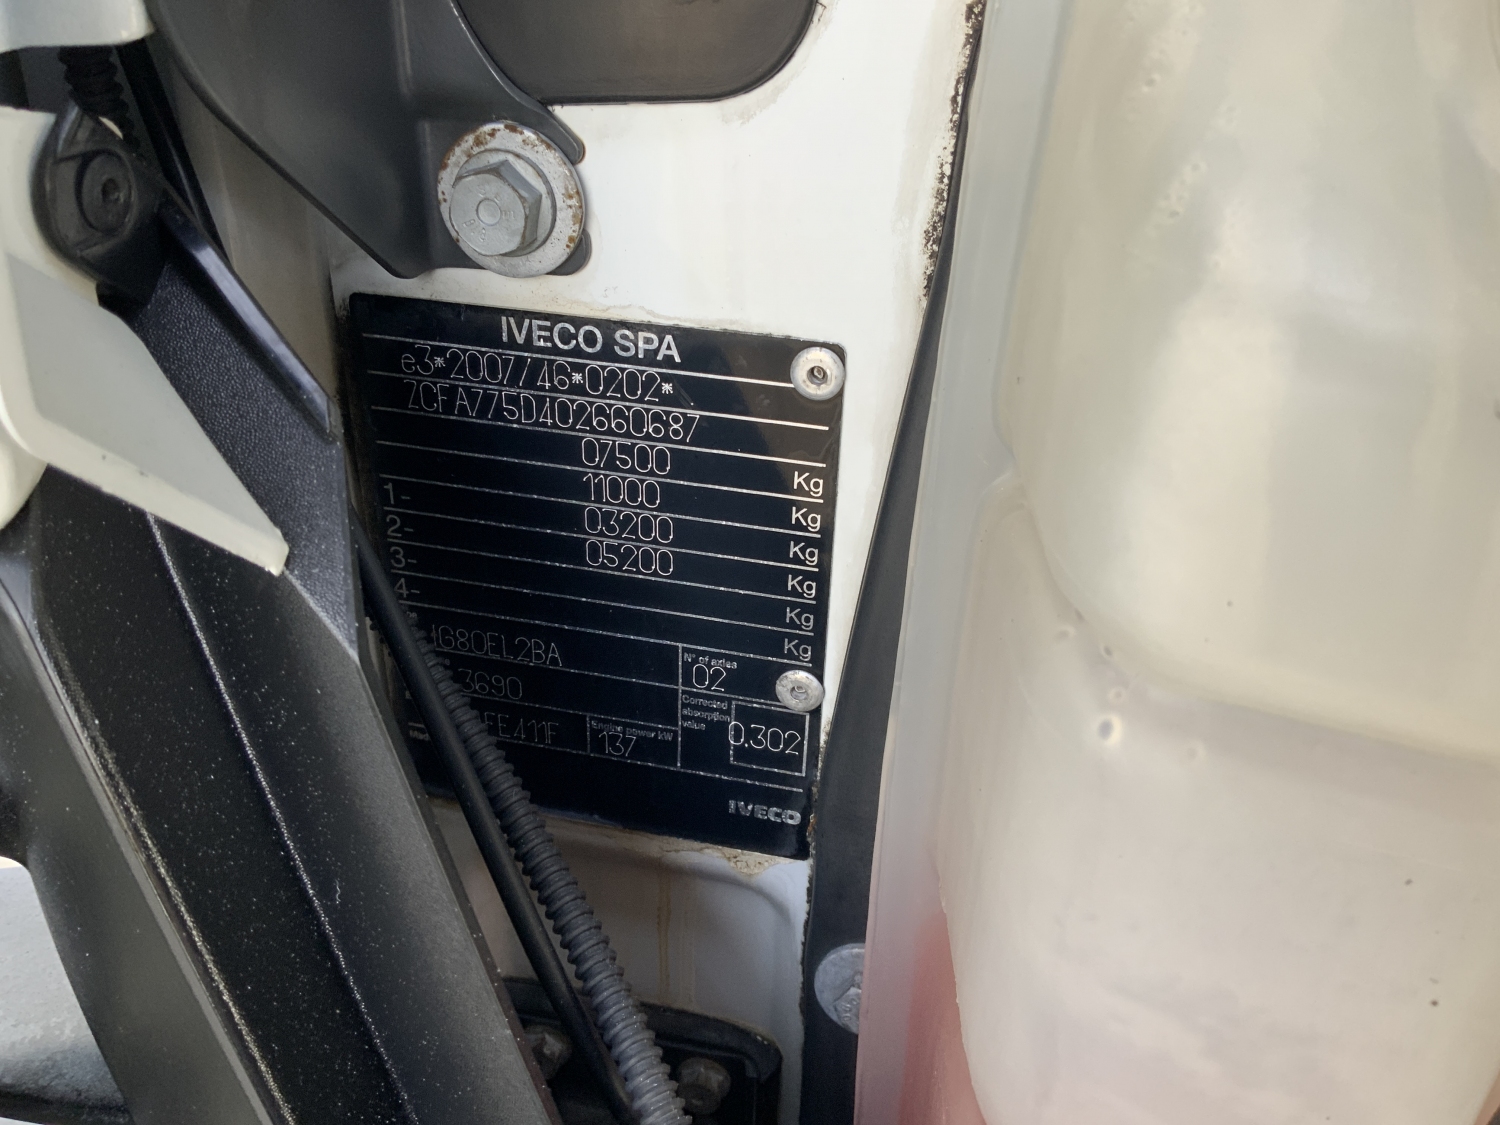 IVECO SPA
e3*2007/46*0202*
ZCFA775D402660687
07500 Kg
11000 Kg
1- 03200 Kg
2- 05200 Kg
3- Kg
4- Kg
G80EL2BA
N° of axles
02
3690
Corrected absorption value
0.302
FE411F
Engine power kW
137
IVECO